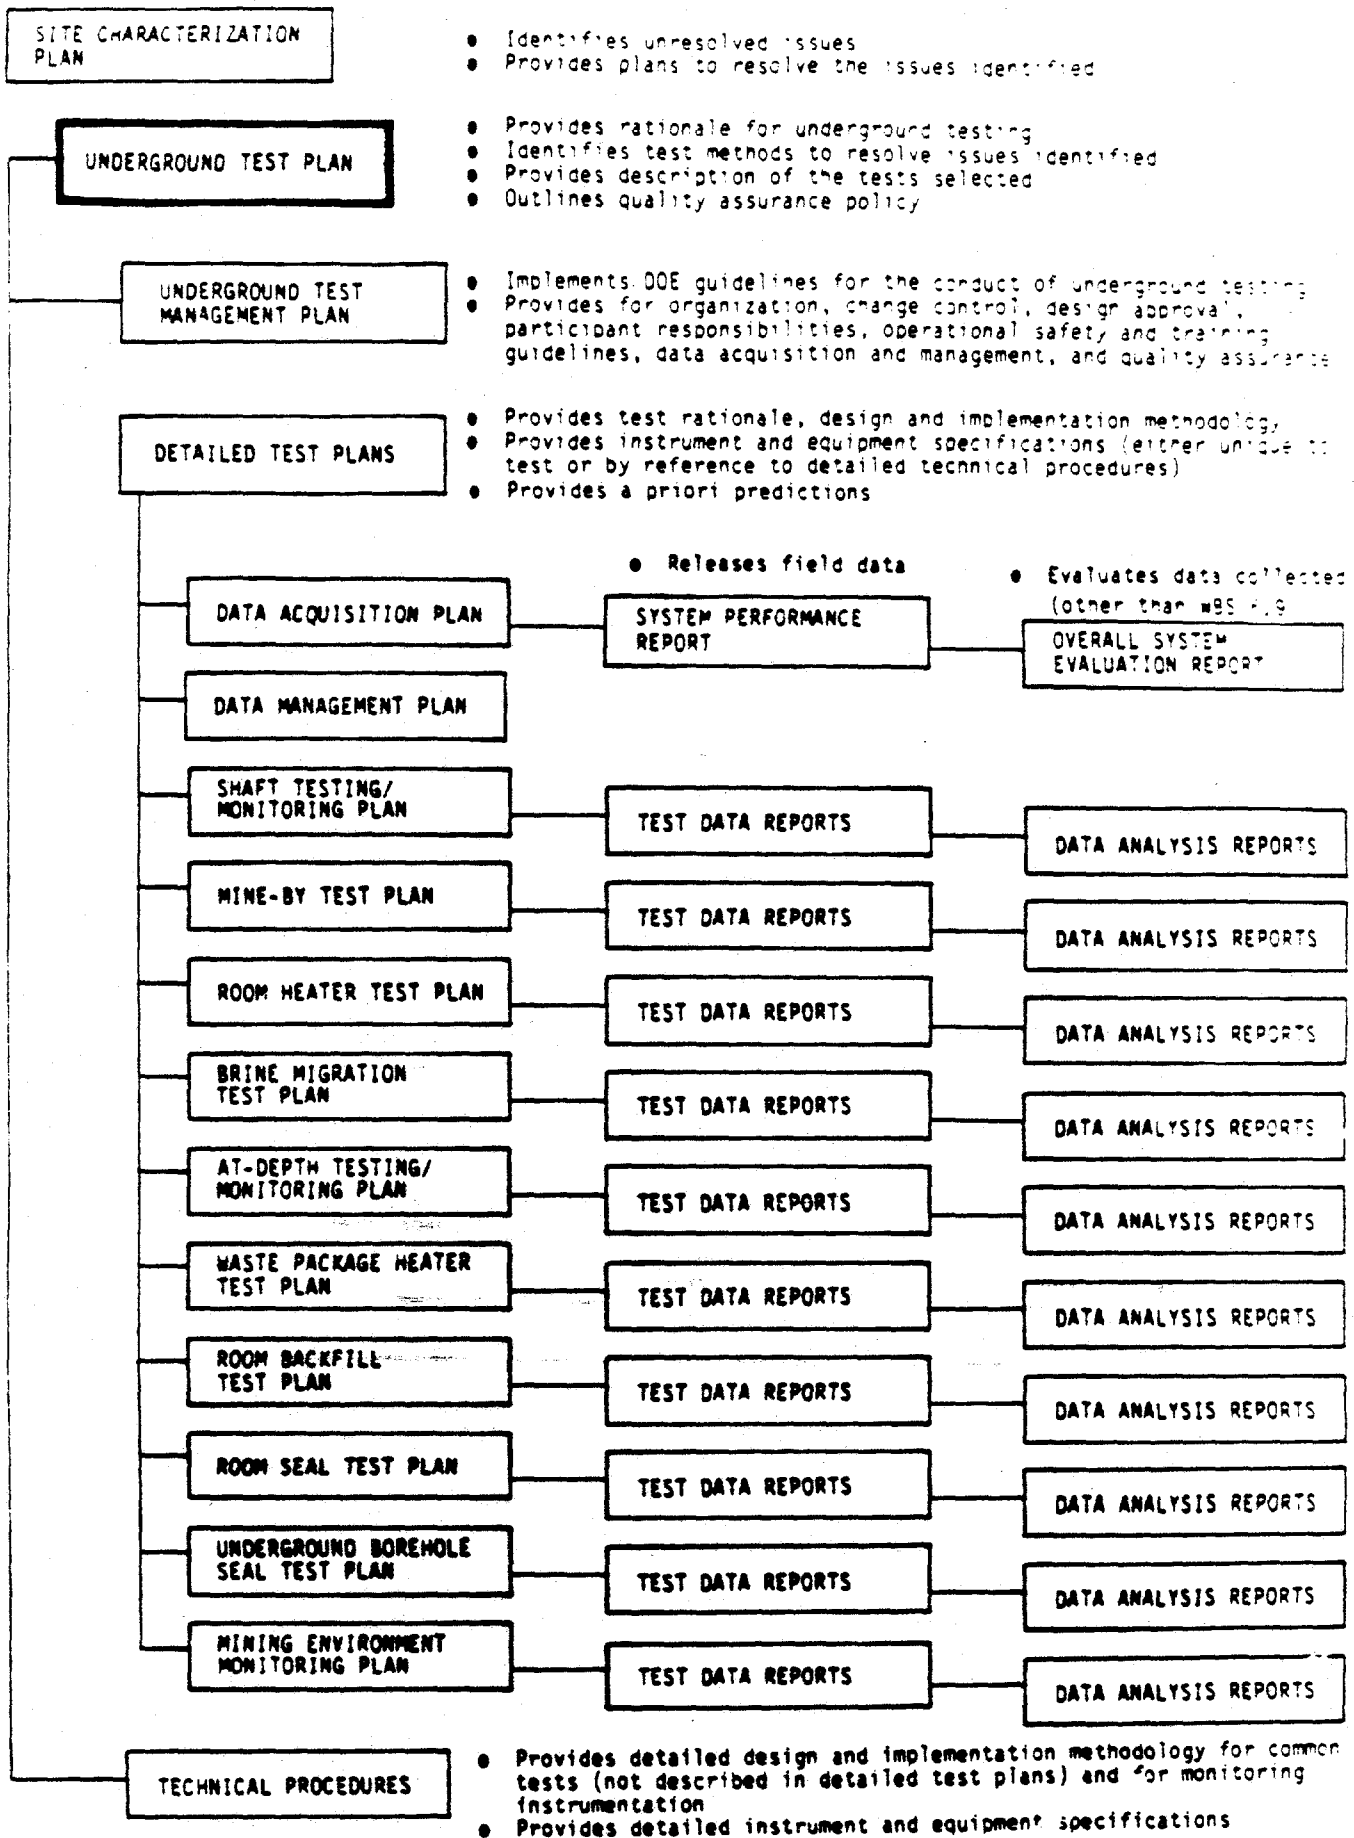 SITE CHARACTERIZATION
PLAN
● Identifies unresolved issues
● Provides plans to resolve the issues identified
UNDERGROUND TEST PLAN
● Provides rationale for underground testing
● Identifies test methods to resolve issues identified
● Provides description of the tests selected
● Outlines quality assurance policy
UNDERGROUND TEST
MANAGEMENT PLAN
● Implements DOE guidelines for the conduct of underground testing
● Provides for organization, change control, design approval,
participant responsibilities, operational safety and training
guidelines, data acquisition and management, and quality assurance
DETAILED TEST PLANS
● Provides test rationale, design and implementation methodology
● Provides instrument and equipment specifications (either unique to
test or by reference to detailed technical procedures)
● Provides a priori predictions
● Releases field data
● Evaluates data collected
(other than WBS
DATA ACQUISITION PLAN
SYSTEM PERFORMANCE
REPORT
OVERALL SYSTEM
EVALUATION REPORT
DATA MANAGEMENT PLAN
SHAFT TESTING/
MONITORING PLAN
TEST DATA REPORTS
DATA ANALYSIS REPORTS
MINE-BY TEST PLAN
TEST DATA REPORTS
DATA ANALYSIS REPORTS
ROOM HEATER TEST PLAN
TEST DATA REPORTS
DATA ANALYSIS REPORTS
BRINE MIGRATION
TEST PLAN
TEST DATA REPORTS
DATA ANALYSIS REPORTS
AT-DEPTH TESTING/
MONITORING PLAN
TEST DATA REPORTS
DATA ANALYSIS REPORTS
WASTE PACKAGE HEATER
TEST PLAN
TEST DATA REPORTS
DATA ANALYSIS REPORTS
ROOM BACKFILL
TEST PLAN
TEST DATA REPORTS
DATA ANALYSIS REPORTS
ROOM SEAL TEST PLAN
TEST DATA REPORTS
DATA ANALYSIS REPORTS
UNDERGROUND BOREHOLE
SEAL TEST PLAN
TEST DATA REPORTS
DATA ANALYSIS REPORTS
MINING ENVIRONMENT
MONITORING PLAN
TEST DATA REPORTS
DATA ANALYSIS REPORTS
TECHNICAL PROCEDURES
● Provides detailed design and implementation methodology for common
tests (not described in detailed test plans) and for monitoring
instrumentation
● Provides detailed instrument and equipment specifications